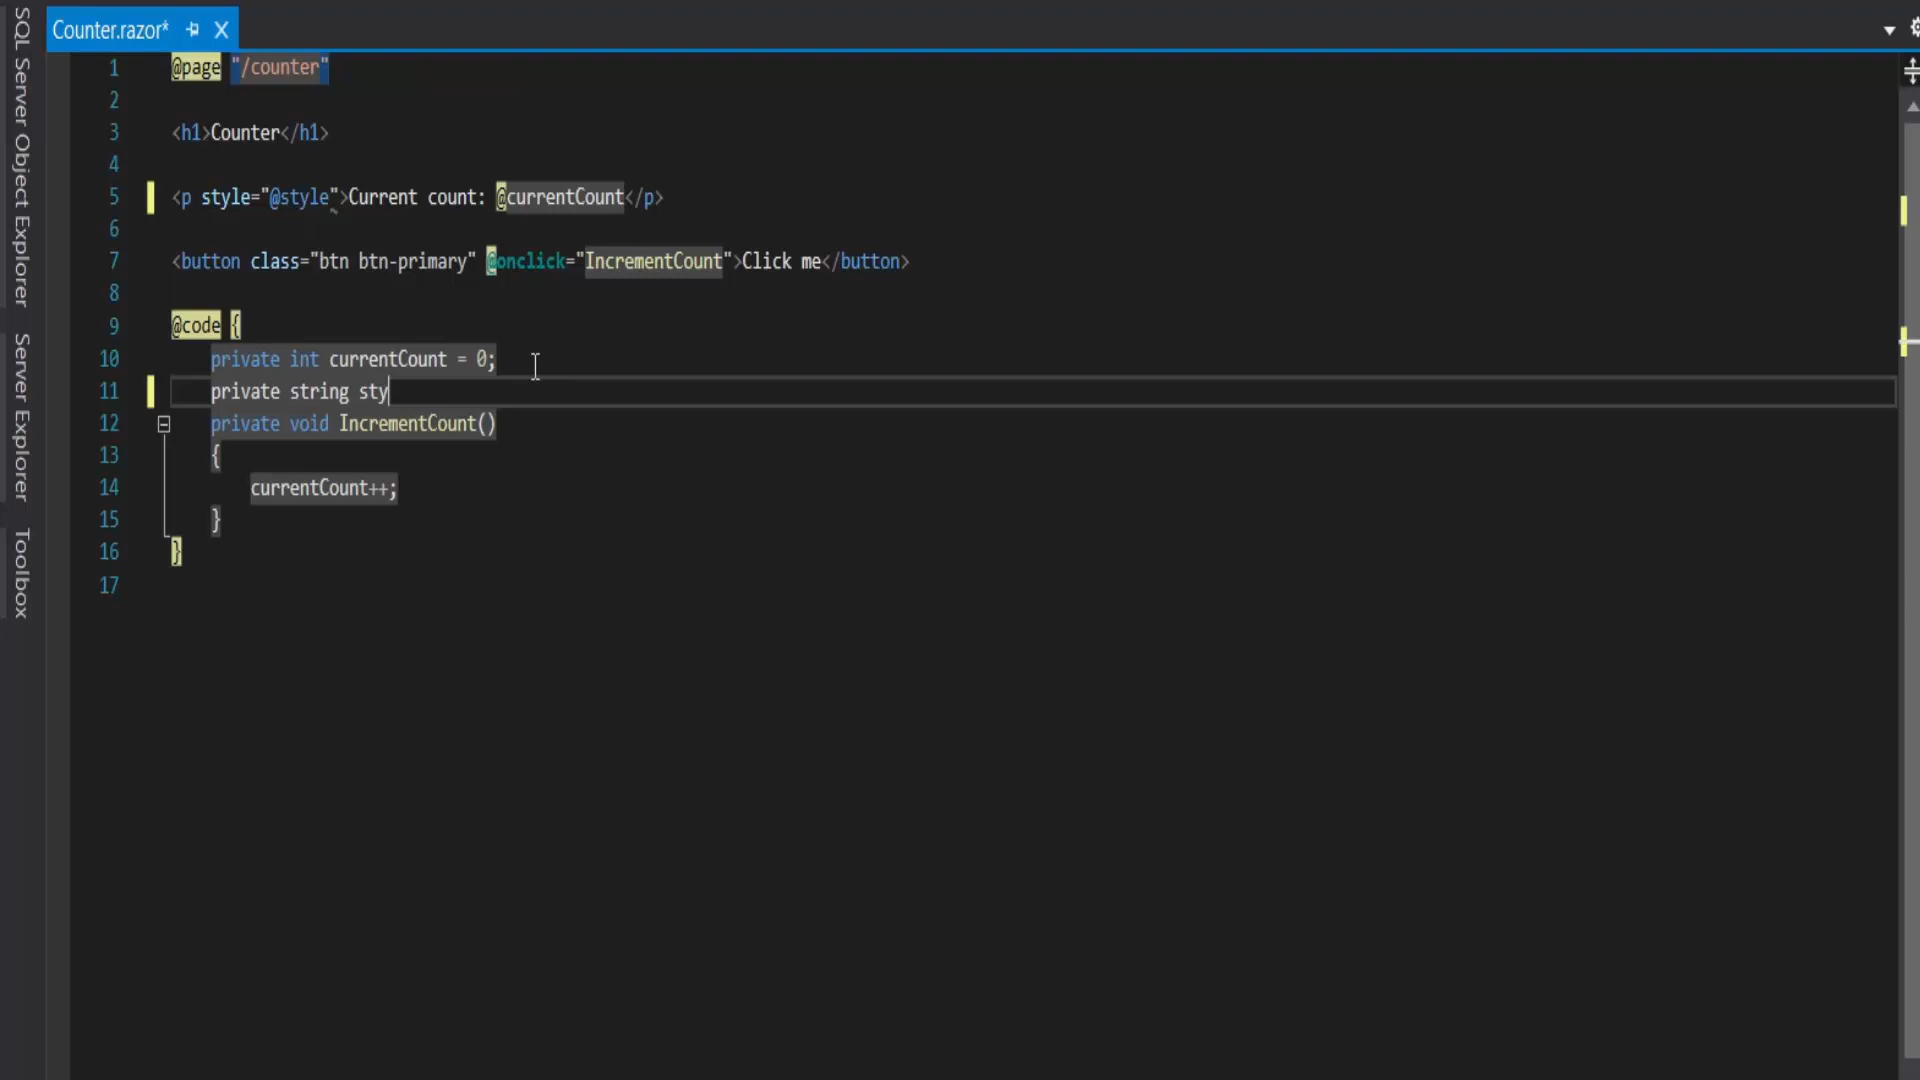 SQL Server Object Explorer
Server Explorer
Toolbox
Counter.razor*
1 @page "/counter"
2
3 <h1>Counter</h1>
4
5 <p style="@style">Current count: @currentCount</p>
6
7 <button class="btn btn-primary" @onclick="IncrementCount">Click me</button>
8
9 @code {
10 private int currentCount = 0;
11 private string sty
12 private void IncrementCount()
13 {
14 currentCount++;
15 }
16 }
17